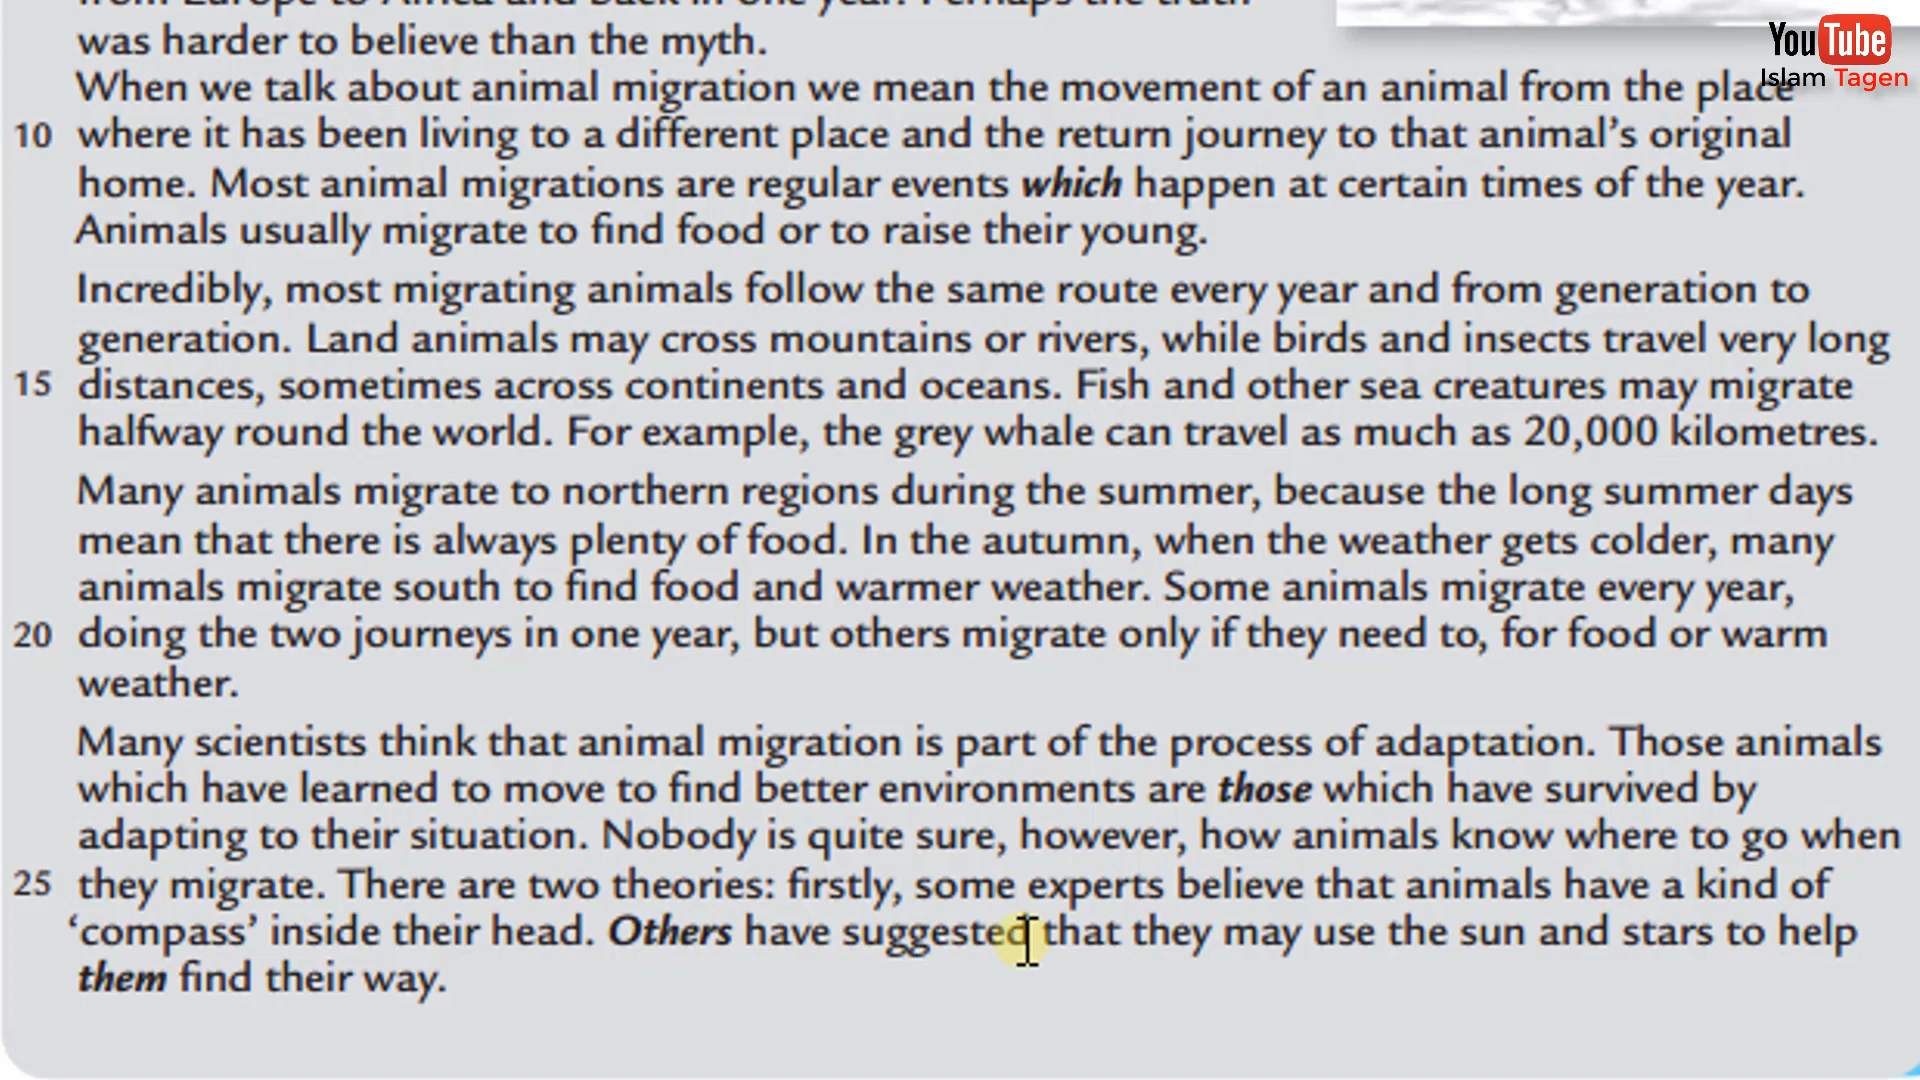 from Europe to Africa and back in one year. Perhaps the truth
was harder to believe than the myth.
YouTube
Islam Tagen
When we talk about animal migration we mean the movement of an animal from the place
10 where it has been living to a different place and the return journey to that animal's original
home. Most animal migrations are regular events which happen at certain times of the year.
Animals usually migrate to find food or to raise their young.
Incredibly, most migrating animals follow the same route every year and from generation to
generation. Land animals may cross mountains or rivers, while birds and insects travel very long
15 distances, sometimes across continents and oceans. Fish and other sea creatures may migrate
halfway round the world. For example, the grey whale can travel as much as 20,000 kilometres.
Many animals migrate to northern regions during the summer, because the long summer days
mean that there is always plenty of food. In the autumn, when the weather gets colder, many
animals migrate south to find food and warmer weather. Some animals migrate every year,
20 doing the two journeys in one year, but others migrate only if they need to, for food or warm
weather.
Many scientists think that animal migration is part of the process of adaptation. Those animals
which have learned to move to find better environments are those which have survived by
adapting to their situation. Nobody is quite sure, however, how animals know where to go when
25 they migrate. There are two theories: firstly, some experts believe that animals have a kind of
‘compass’ inside their head. Others have suggested that they may use the sun and stars to help
them find their way.